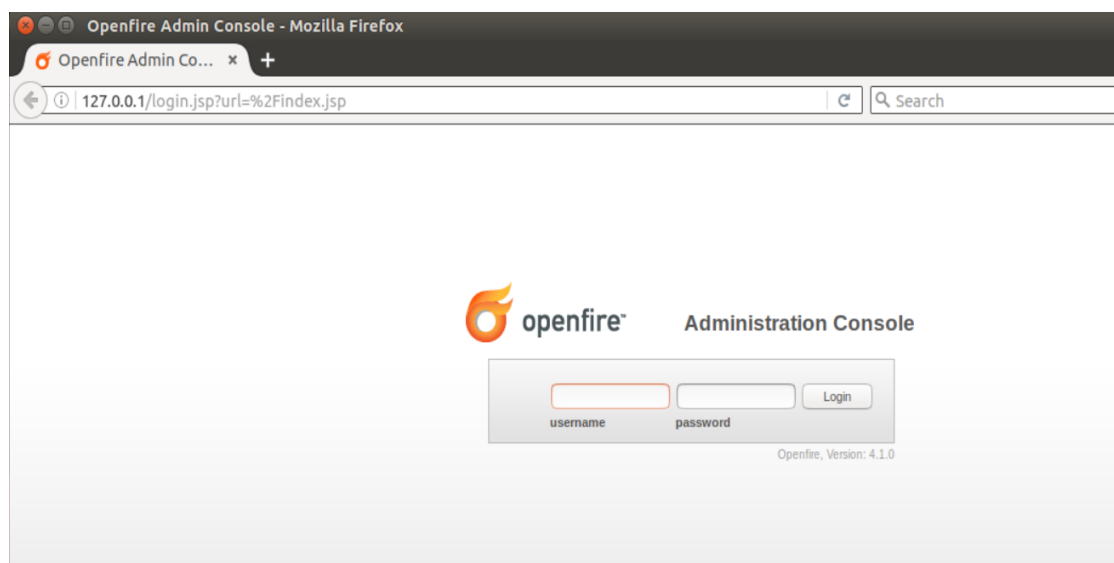 Openfire Admin Console - Mozilla Firefox
Openfire Admin Co... × +
127.0.0.1/login.jsp?url=%2Findex.jsp Search
openfire™ Administration Console
Login
username password
Openfire, Version: 4.1.0